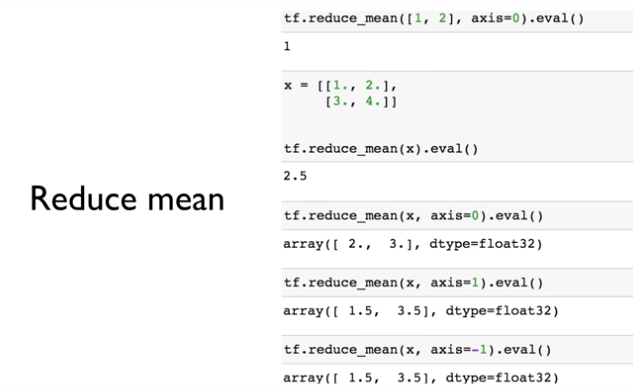 Reduce mean
tf.reduce_mean([1, 2], axis=0).eval()
1
x = [[1., 2.],
[3., 4.]]
tf.reduce_mean(x).eval()
2.5
tf.reduce_mean(x, axis=0).eval()
array([ 2., 3.], dtype=float32)
tf.reduce_mean(x, axis=1).eval()
array([ 1.5, 3.5], dtype=float32)
tf.reduce_mean(x, axis=-1).eval()
array([ 1.5, 3.5], dtype=float32)